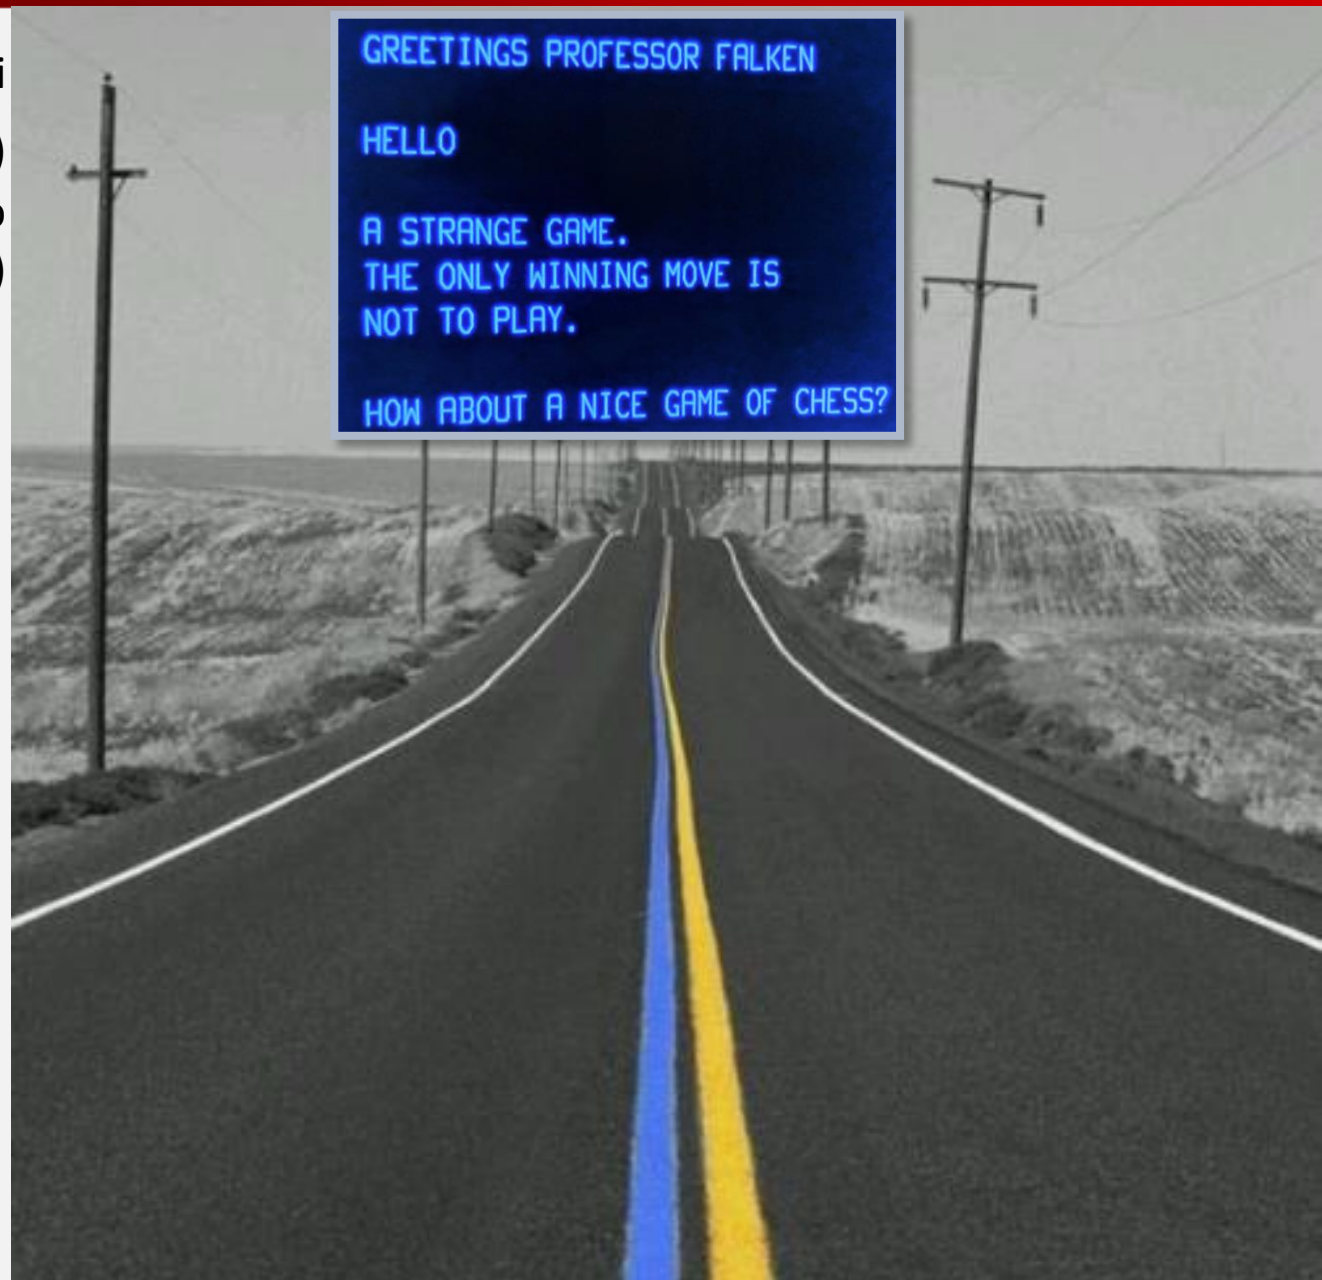 GREETINGS PROFESSOR FALKEN
HELLO
A STRANGE GAME.
THE ONLY WINNING MOVE IS
NOT TO PLAY.
HOW ABOUT A NICE GAME OF CHESS?